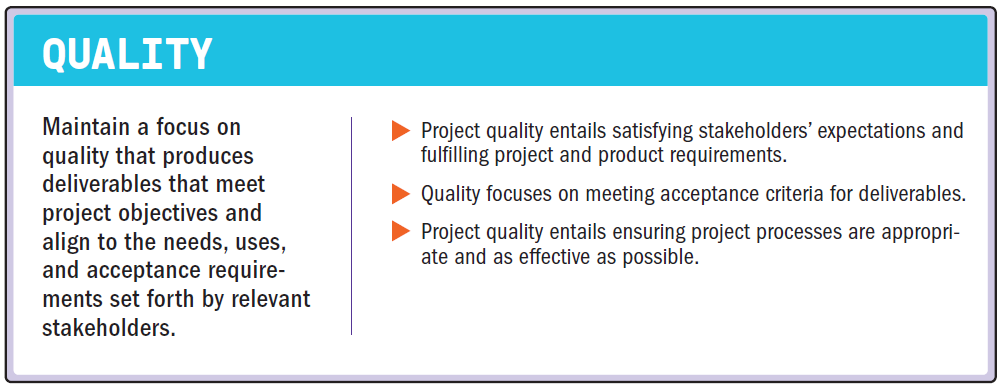 QUALITY
Maintain a focus on
quality that produces
deliverables that meet
project objectives and
align to the needs, uses,
and acceptance require-
ments set forth by relevant
stakeholders.
Project quality entails satisfying stakeholders’ expectations and
fulfilling project and product requirements.
Quality focuses on meeting acceptance criteria for deliverables.
Project quality entails ensuring project processes are appropri-
ate and as effective as possible.